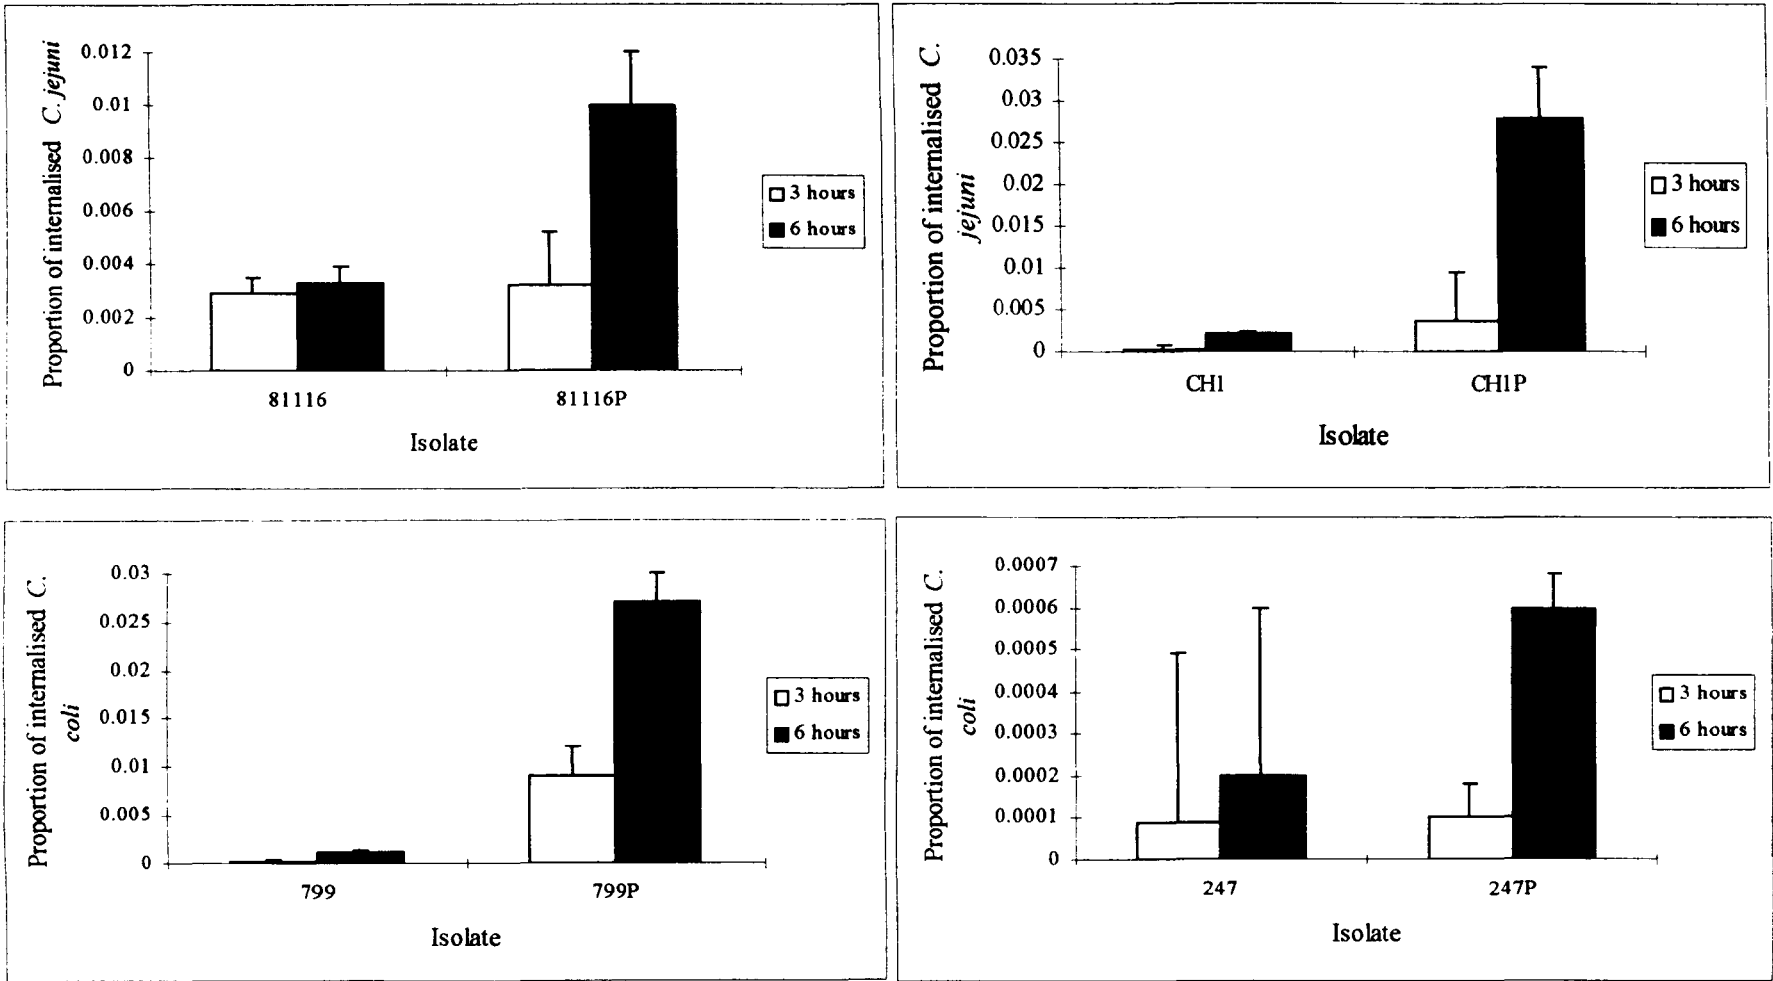 Proportion of internalised C. jejuni
0.012
0.01
0.008
0.006
0.004
0.002
0
81116
81116P
Isolate
3 hours
6 hours
Proportion of internalised C.
jejuni
0.035
0.03
0.025
0.02
0.015
0.01
0.005
0
CH1
CH1P
Isolate
3 hours
6 hours
Proportion of internalised C.
coli
0.03
0.025
0.02
0.015
0.01
0.005
0
799
799P
Isolate
3 hours
6 hours
Proportion of internalised C.
coli
0.0007
0.0006
0.0005
0.0004
0.0003
0.0002
0.0001
0
247
247P
Isolate
3 hours
6 hours